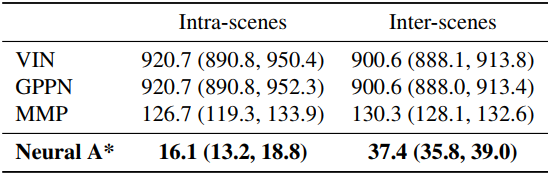 Intra-scenes Inter-scenes
VIN 920.7 (890.8, 950.4) 900.6 (888.1, 913.8)
GPPN 920.7 (890.8, 952.3) 900.6 (888.0, 913.4)
MMP 126.7 (119.3, 133.9) 130.3 (128.1, 132.6)
Neural A* 16.1 (13.2, 18.8) 37.4 (35.8, 39.0)